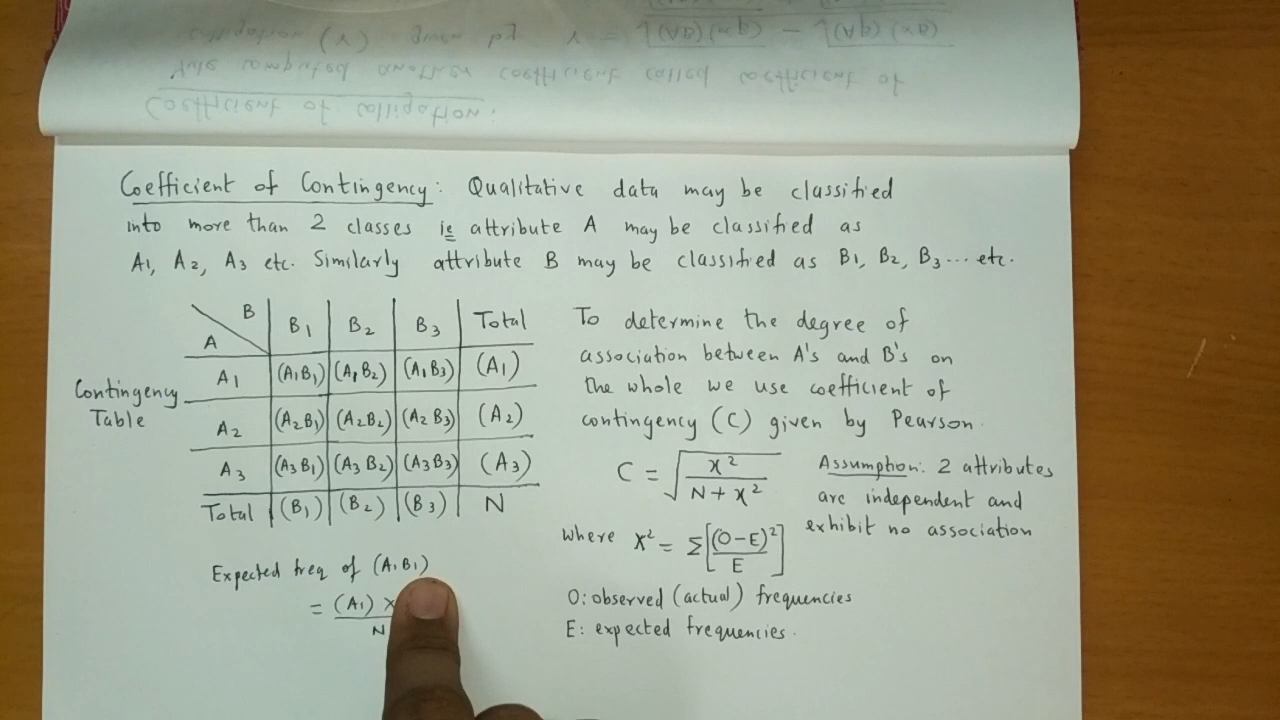 Coefficient of Contingency: Qualitative data may be classified
into more than 2 classes ie attribute A may be classified as
A1, A2, A3 etc. Similarly attribute B may be classified as B1, B2, B3... etc.
Contingency Table
B
A
B1 B2 B3 Total
A1 (A1B1) (A1B2) (A1B3) (A1)
A2 (A2B1) (A2B2) (A2B3) (A2)
A3 (A3B1) (A3B2) (A3B3) (A3)
Total (B1) (B2) (B3) N
Expected freq of (A1B1)
= (A1) ×
N
To determine the degree of
association between A's and B's on
the whole we use coefficient of
contingency (C) given by Pearson.
C = √(x² / (N + x²))
Assumption: 2 attributes
are independent and
exhibit no association
where x² = Σ[(O-E)² / E]
O: observed (actual) frequencies
E: expected frequencies.